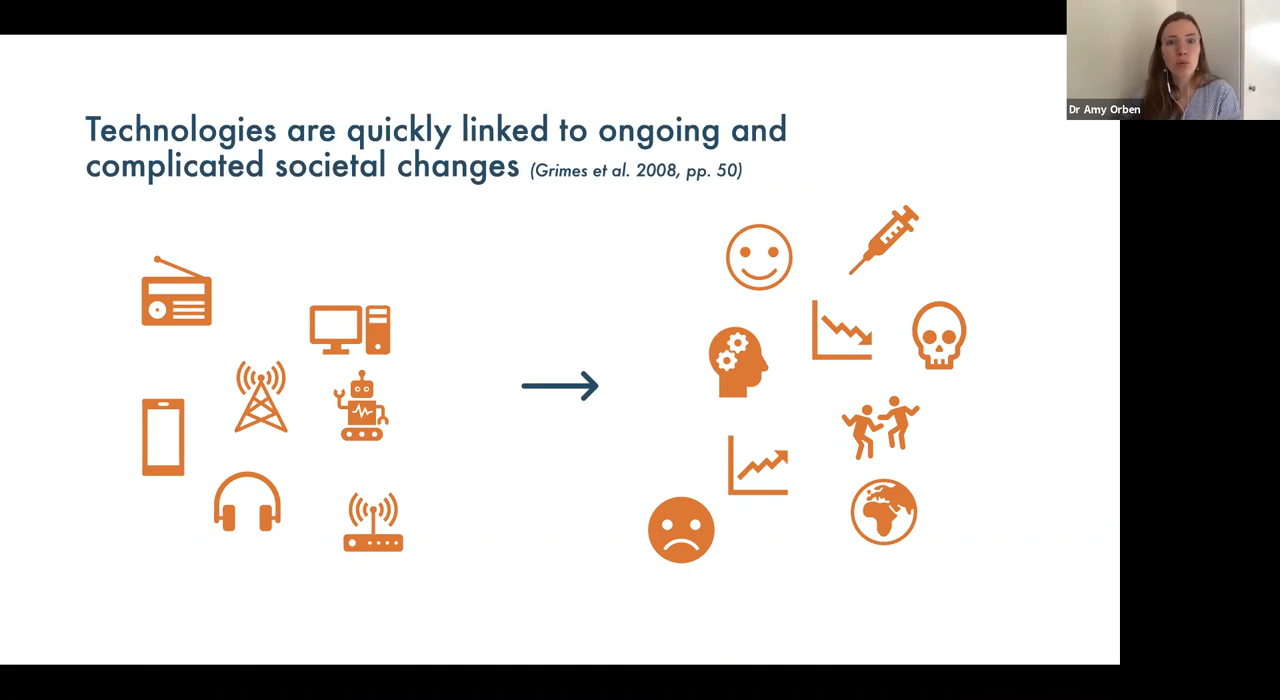 Technologies are quickly linked to ongoing and
complicated societal changes (Grimes et al. 2008, pp. 50)
Dr Amy Orben